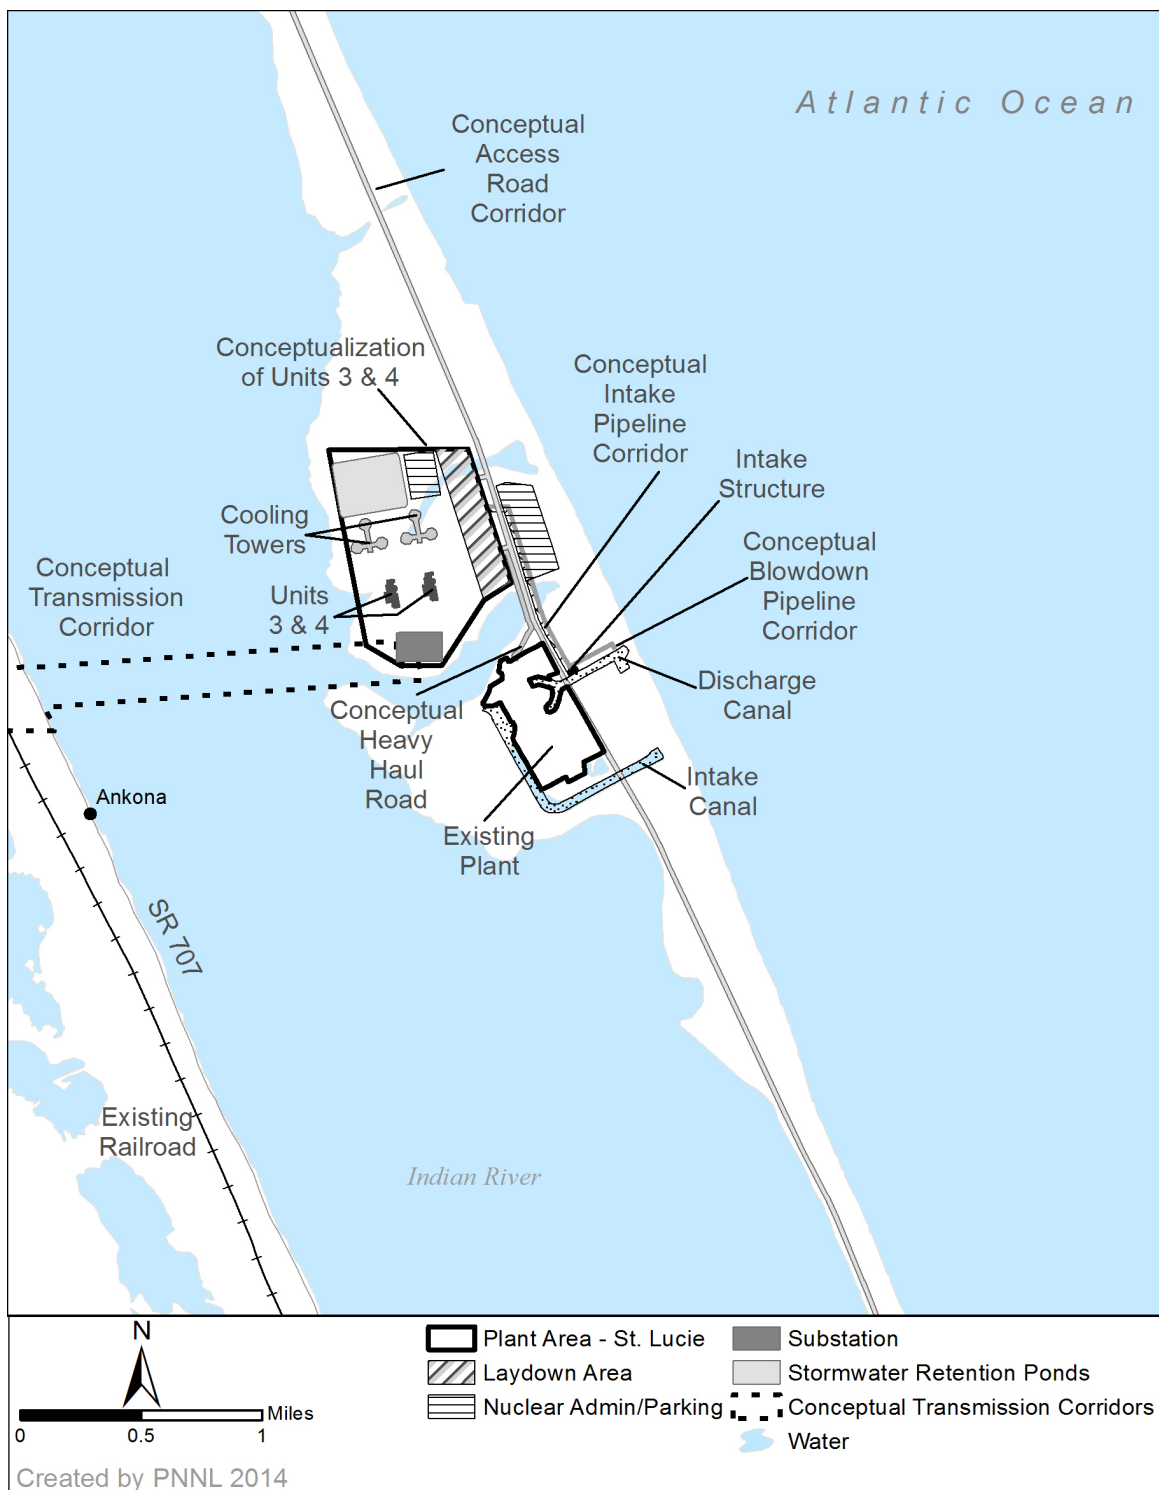 Atlantic Ocean
Conceptual
Access
Road
Corridor
Conceptualization
of Units 3 & 4
Conceptual
Intake
Pipeline
Corridor
Intake
Structure
Cooling
Towers
Conceptual
Blowdown
Pipeline
Corridor
Conceptual
Transmission
Corridor
Units
3 & 4
Discharge
Canal
Conceptual
Heavy
Haul
Road
Intake
Canal
Ankona
Existing
Plant
SR 707
Existing
Railroad
Indian River
N
Miles
0 0.5 1
Plant Area - St. Lucie
Laydown Area
Nuclear Admin/Parking
Substation
Stormwater Retention Ponds
Conceptual Transmission Corridors
Water
Created by PNNL 2014